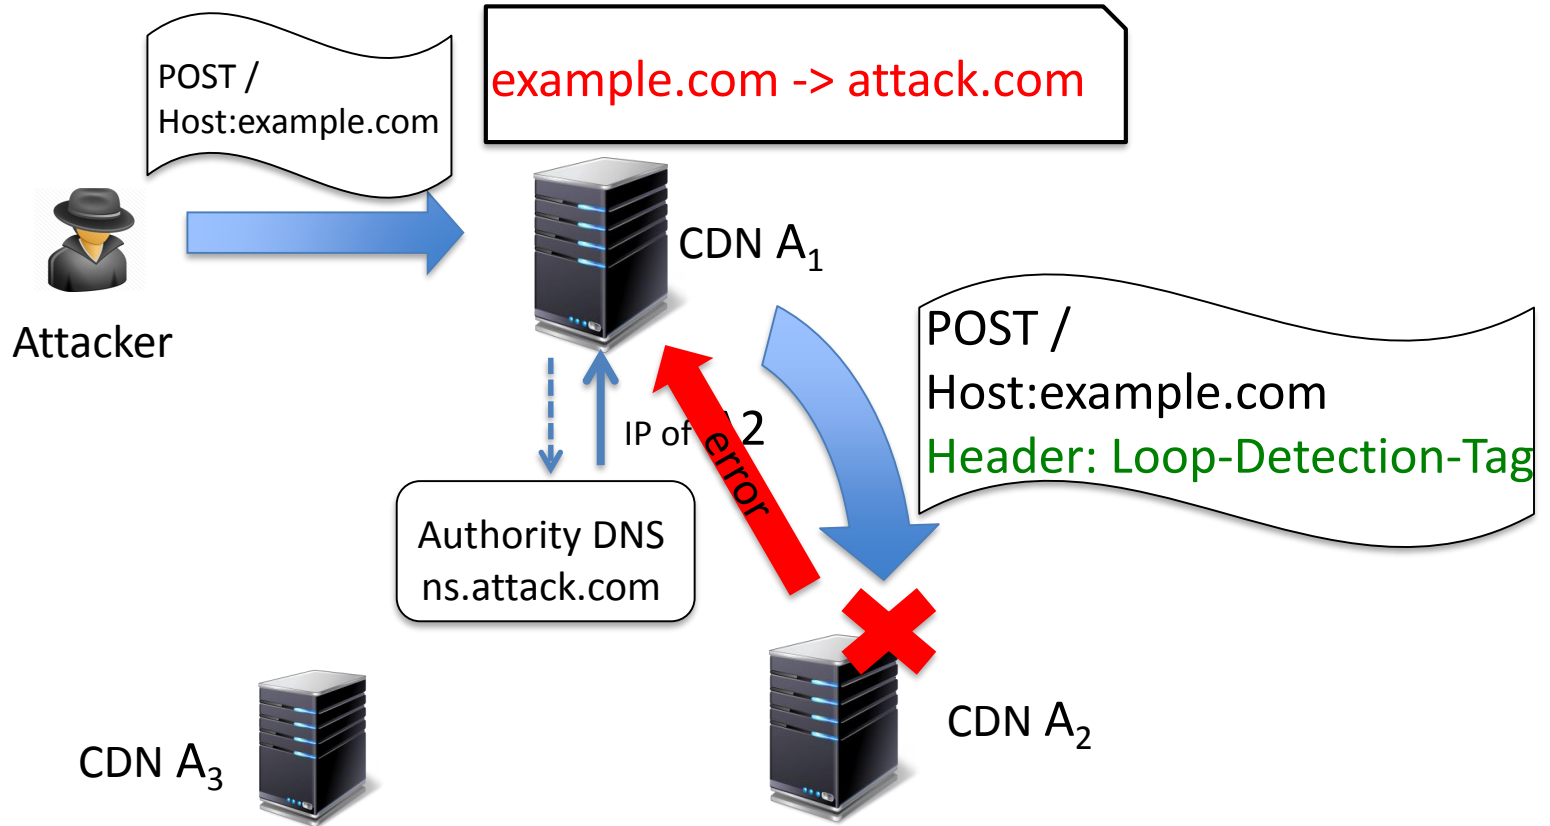 POST /
Host:example.com
example.com -> attack.com
CDN A1
Attacker
POST /
Host:example.com
Header: Loop-Detection-Tag
IP of 2
error
Authority DNS
ns.attack.com
CDN A2
CDN A3